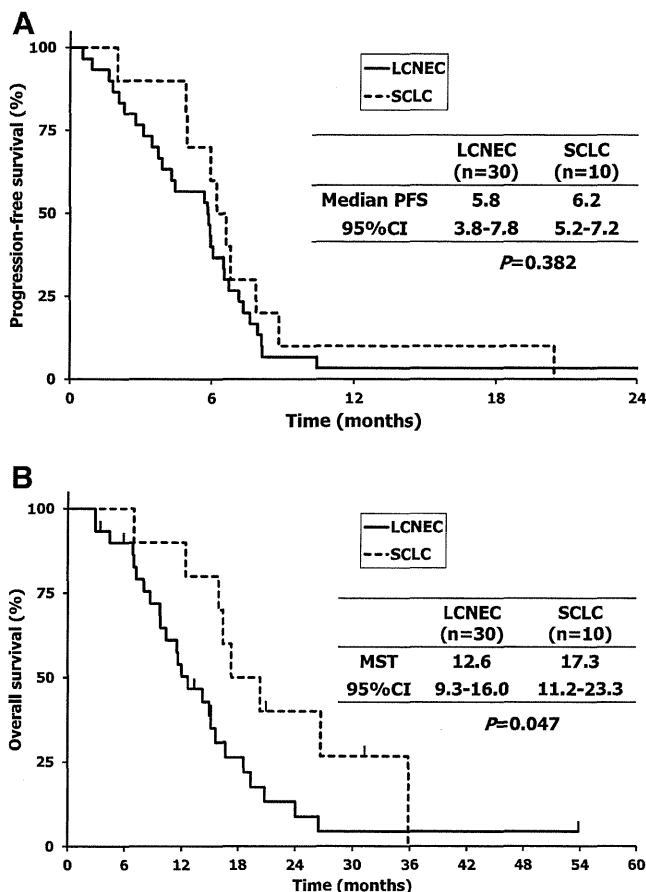 A
Progression-free survival (%)
100
75
50
25
0
LCNEC
SCLC
LCNEC SCLC
(n=30) (n=10)
Median PFS 5.8 6.2
95%CI 3.8-7.8 5.2-7.2
P=0.382
0 6 12 18 24
Time (months)
B
Overall survival (%)
100
75
50
25
0
LCNEC
SCLC
LCNEC SCLC
(n=30) (n=10)
MST 12.6 17.3
95%CI 9.3-16.0 11.2-23.3
P=0.047
0 6 12 18 24 30 36 42 48 54 60
Time (months)